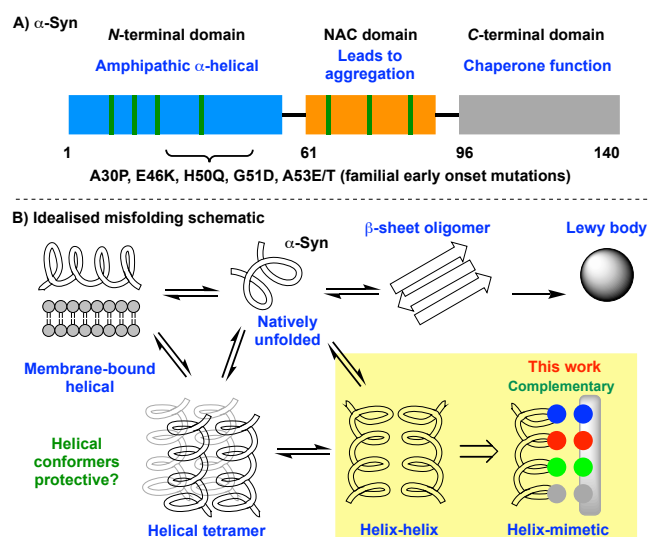 A) α-Syn
N-terminal domain
NAC domain
C-terminal domain
Amphipathic α-helical
Leads to
aggregation
Chaperone function
1
61
96
140
A30P, E46K, H50Q, G51D, A53E/T (familial early onset mutations)
B) Idealised misfolding schematic
α-Syn
β-sheet oligomer
Lewy body
Natively
unfolded
Membrane-bound
helical
This work
Complementary
Helical
conformers
protective?
Helical tetramer
Helix-helix
Helix-mimetic